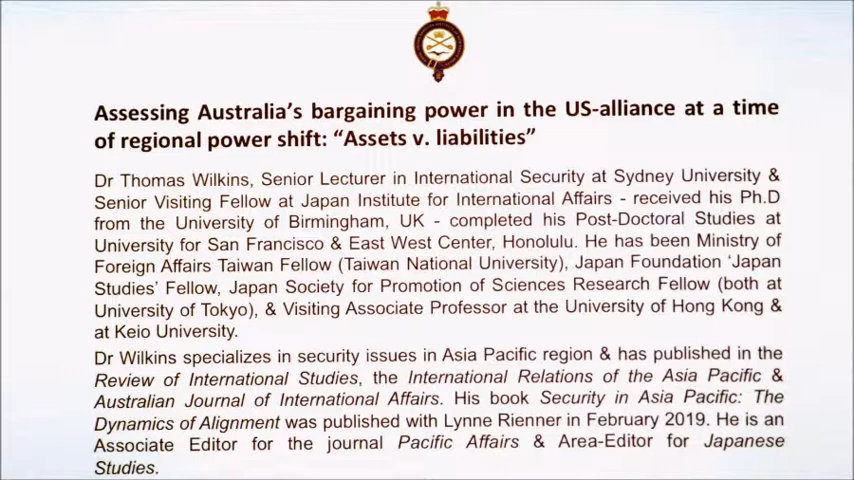 Assessing Australia's bargaining power in the US-alliance at a time
of regional power shift: "Assets v. liabilities"
Dr Thomas Wilkins, Senior Lecturer in International Security at Sydney University &
Senior Visiting Fellow at Japan Institute for International Affairs - received his Ph.D
from the University of Birmingham, UK - completed his Post-Doctoral Studies at
University for San Francisco & East West Center, Honolulu. He has been Ministry of
Foreign Affairs Taiwan Fellow (Taiwan National University), Japan Foundation 'Japan
Studies' Fellow, Japan Society for Promotion of Sciences Research Fellow (both at
University of Tokyo), & Visiting Associate Professor at the University of Hong Kong &
at Keio University.
Dr Wilkins specializes in security issues in Asia Pacific region & has published in the
Review of International Studies, the International Relations of the Asia Pacific &
Australian Journal of International Affairs. His book Security in Asia Pacific: The
Dynamics of Alignment was published with Lynne Rienner in February 2019. He is an
Associate Editor for the journal Pacific Affairs & Area-Editor for Japanese
Studies.